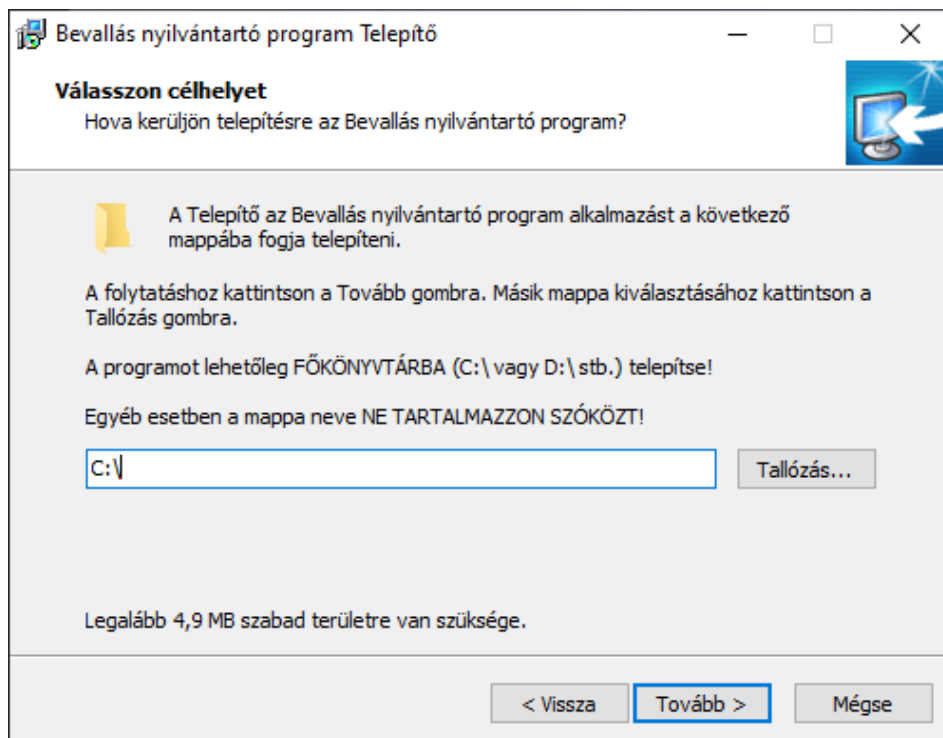 Bevallás nyilvántartó program Telepítő
Válasszon célhelyet
Hova kerüljön telepítésre az Bevallás nyilvántartó program?
A Telepítő az Bevallás nyilvántartó program alkalmazást a következő
mappába fogja telepíteni.
A folytatáshoz kattintson a Tovább gombra. Másik mappa kiválasztásához kattintson a
Tallózás gombra.
A programot lehetőleg FŐKÖNYVTÁRBA (C:\ vagy D:\ stb.) telepítse!
Egyéb esetben a mappa neve NE TARTALMAZZON SZÓKÖZT!
C:\
Tallózás...
Legalább 4,9 MB szabad területre van szüksége.
< Vissza
Tovább >
Mégse